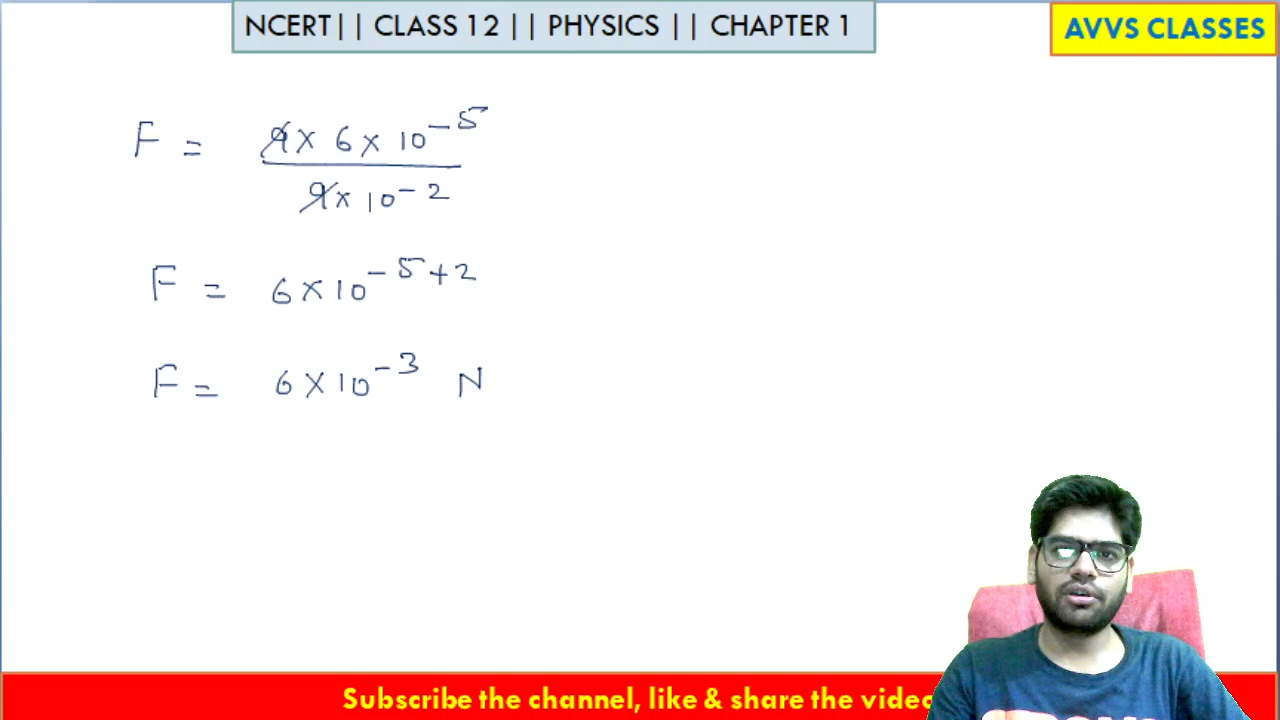 NCERT|| CLASS 12 || PHYSICS || CHAPTER 1
AVVS CLASSES
F = 9 × 6 × 10⁻⁵
9 × 10⁻²
F = 6 × 10⁻⁵⁺²
F = 6 × 10⁻³ N
Subscribe the channel, like & share the video